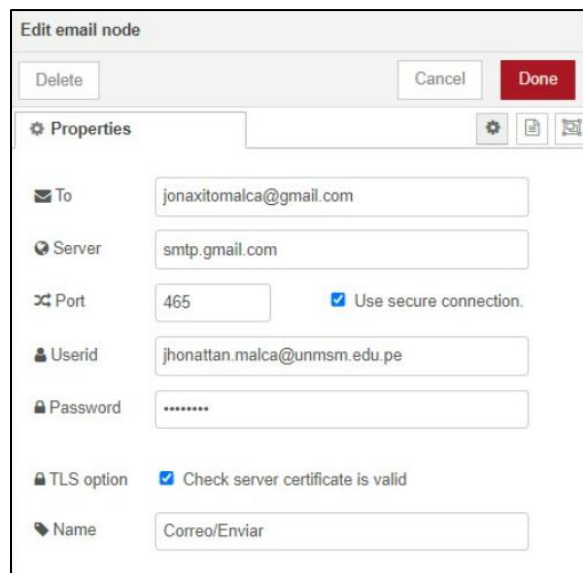 Edit email node
Delete Cancel Done
Properties
To jonaxitomalca@gmail.com
Server smtp.gmail.com
Port 465 Use secure connection.
Userid jhonattan.malca@unmsm.edu.pe
Password ••••••••
TLS option Check server certificate is valid
Name Correo/Enviar